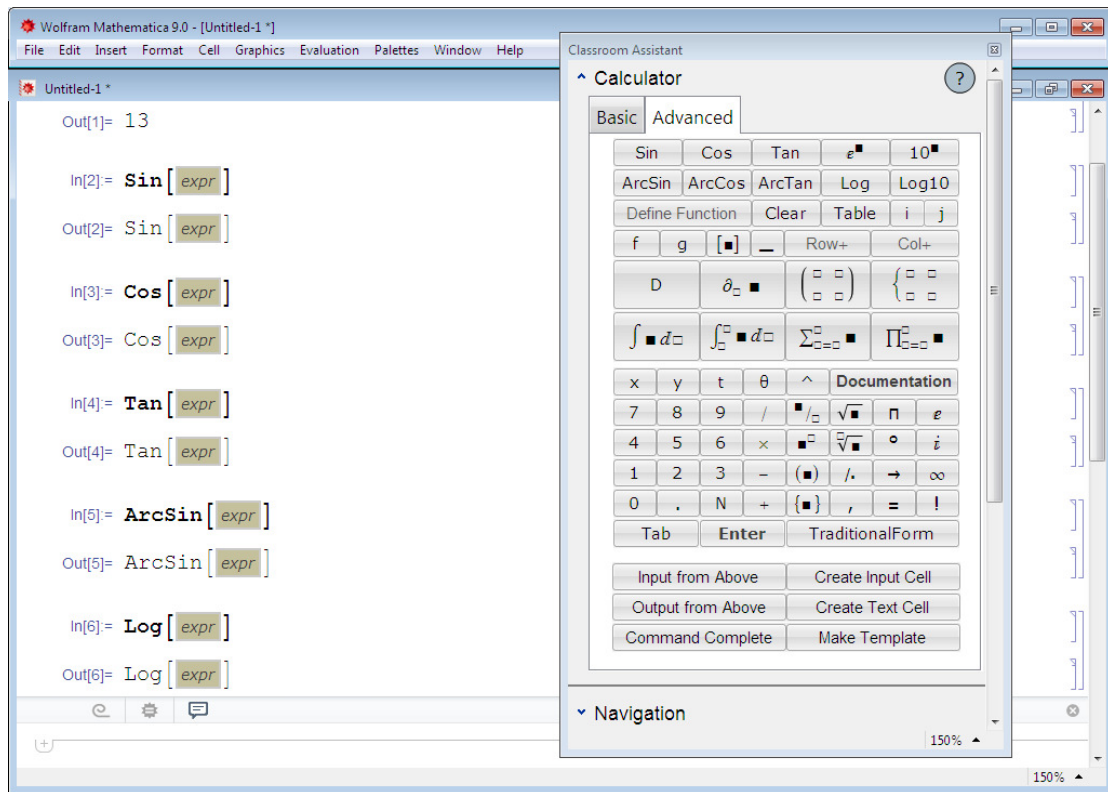 Wolfram Mathematica 9.0 - [Untitled-1 *]
File Edit Insert Format Cell Graphics Evaluation Palettes Window Help
Untitled-1 *
Out[1]= 13
In[2]:= Sin[expr]
Out[2]= Sin[expr]
In[3]:= Cos[expr]
Out[3]= Cos[expr]
In[4]:= Tan[expr]
Out[4]= Tan[expr]
In[5]:= ArcSin[expr]
Out[5]= ArcSin[expr]
In[6]:= Log[expr]
Out[6]= Log[expr]
150%
Classroom Assistant
Calculator
?
Basic Advanced
Sin Cos Tan ℯ■ 10■
ArcSin ArcCos ArcTan Log Log10
Define Function Clear Table i j
f g [■] _ Row+ Col+
D ∂□ ■ (□ □ □ □) {□ □ □ □
∫■ d□ ∫□□■ d□ ∑□□=□ ■ ∏□□=□ ■
x y t θ ^ Documentation
7 8 9 / ■/□ √■ π ℯ
4 5 6 × ■□ □√■ ° i
1 2 3 − (■) /. → ∞
0 . N + {■} , = !
Tab Enter TraditionalForm
Input from Above Create Input Cell
Output from Above Create Text Cell
Command Complete Make Template
Navigation
150%